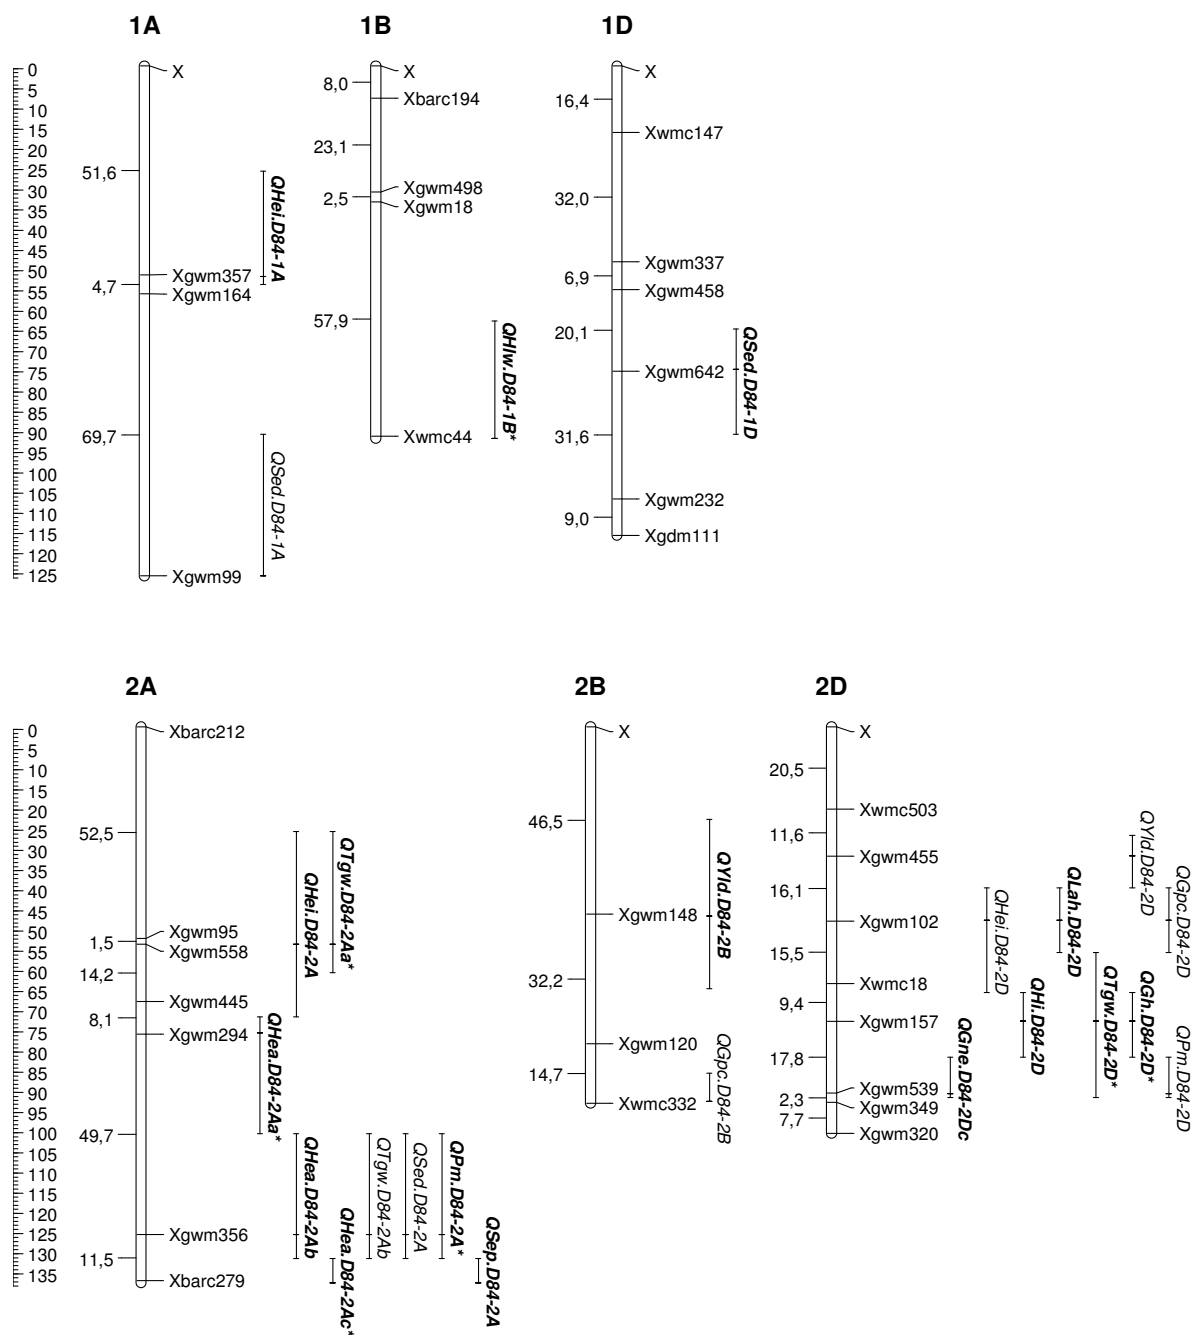 1A
1B
1D
0
5
10
15
20
25
30
35
40
45
50
55
60
65
70
75
80
85
90
95
100
105
110
115
120
125
51,6
4,7
69,7
X
Xgwm357
Xgwm164
Xgwm99
QHei.D84-1A
QSed.D84-1A
8,0
23,1
2,5
57,9
X
Xbarc194
Xgwm498
Xgwm18
Xwmc44
QHlw.D84-1B*
16,4
32,0
6,9
20,1
31,6
9,0
X
Xwmc147
Xgwm337
Xgwm458
Xgwm642
Xgwm232
Xgdm111
QSed.D84-1D
2A
2B
2D
0
5
10
15
20
25
30
35
40
45
50
55
60
65
70
75
80
85
90
95
100
105
110
115
120
125
130
135
52,5
1,5
14,2
8,1
49,7
11,5
Xbarc212
Xgwm95
Xgwm558
Xgwm445
Xgwm294
Xgwm356
Xbarc279
QHea.D84-2Aa*
QHei.D84-2A
QTgw.D84-2Aa*
QHea.D84-2Ab
QHea.D84-2Ac*
QTgw.D84-2Ab
QSed.D84-2A
QPm.D84-2A*
QSep.D84-2A
46,5
32,2
14,7
X
Xgwm148
Xgwm120
Xwmc332
QYld.D84-2B
QGpc.D84-2B
20,5
11,6
16,1
15,5
9,4
17,8
2,3
7,7
X
Xwmc503
Xgwm455
Xgwm102
Xwmc18
Xgwm157
Xgwm539
Xgwm349
Xgwm320
QGne.D84-2Dc
QHei.D84-2D
QHi.D84-2D
QLah.D84-2D
QTgw.D84-2D*
QYld.D84-2D
QGh.D84-2D*
QGpc.D84-2D
QPm.D84-2D